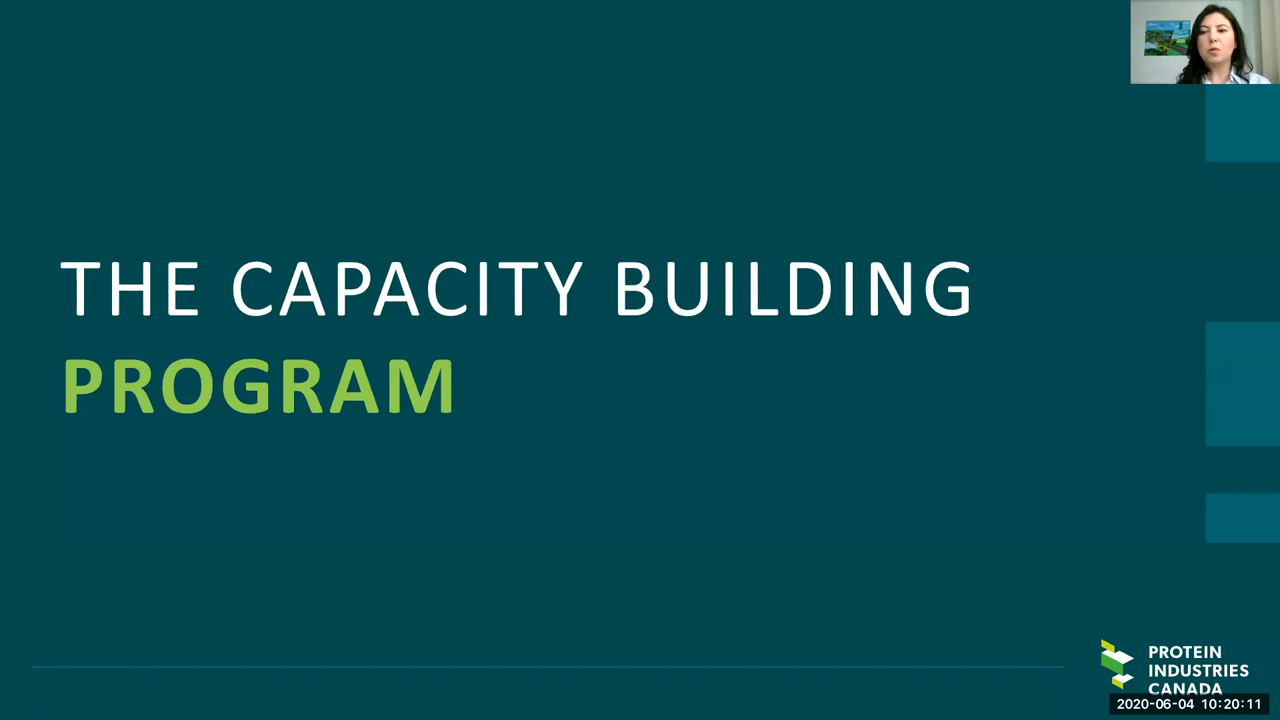 THE CAPACITY BUILDING
PROGRAM
PROTEIN
INDUSTRIES
CANADA
2020-06-04 10:20:11